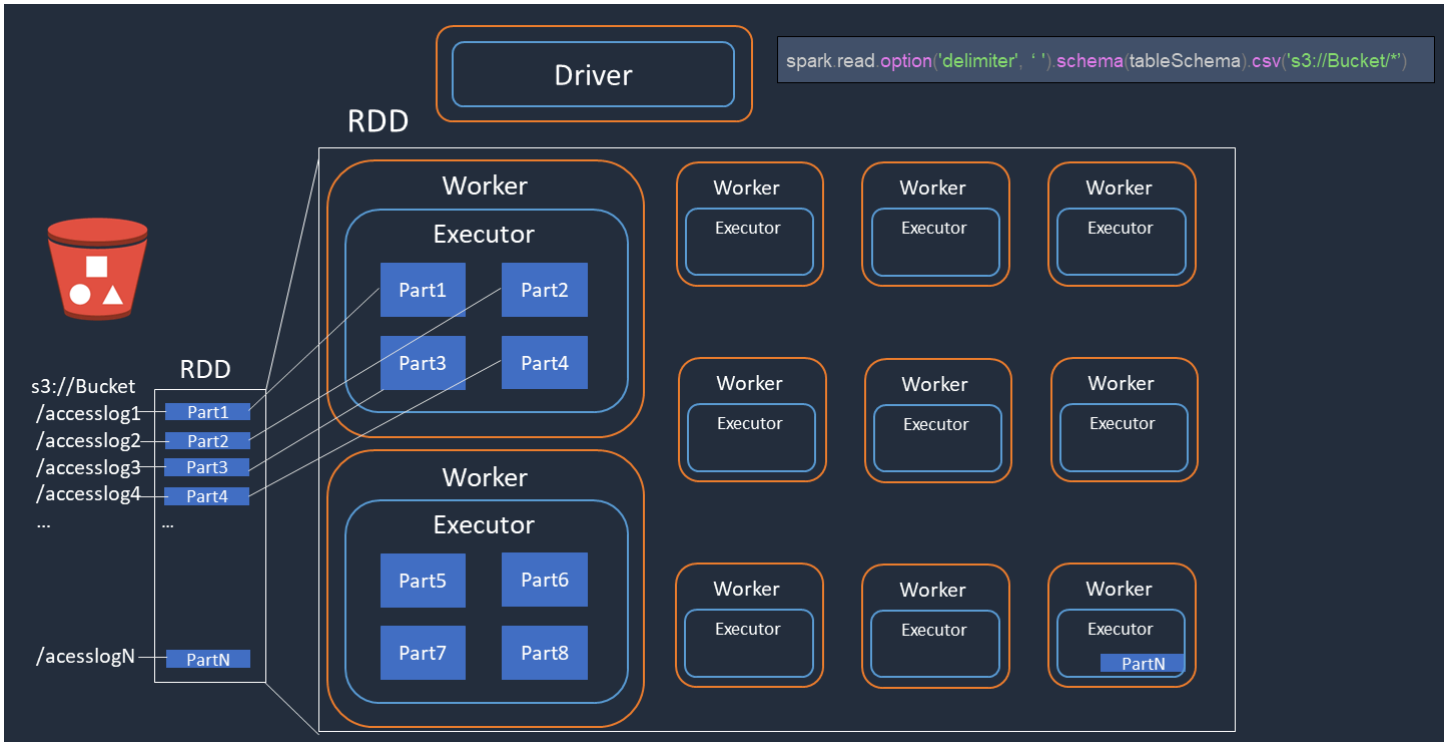 Driver
spark.read.option('delimiter', ‘ ’).schema(tableSchema).csv('s3://Bucket/*’)
RDD
Worker
Executor
Part1
Part2
Part3
Part4
Worker
Executor
Worker
Executor
Worker
Executor
RDD
s3://Bucket
/accesslog1
Part1
/accesslog2
Part2
/accesslog3
Part3
/accesslog4
Part4
...
...
/acesslogN
PartN
Worker
Executor
Worker
Executor
Worker
Executor
Worker
Executor
Part5
Part6
Part7
Part8
Worker
Executor
Worker
Executor
Worker
Executor
PartN